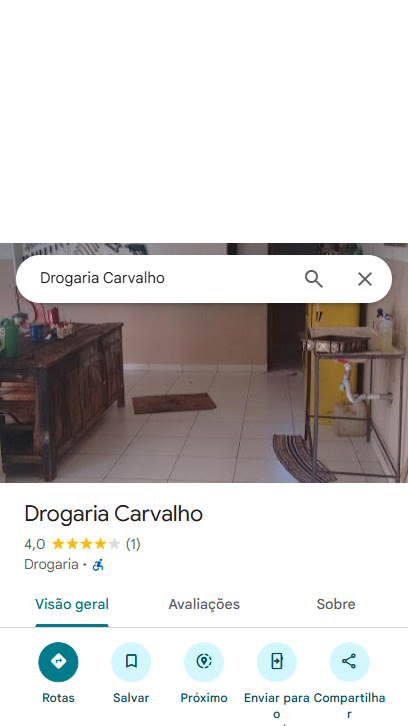 Drogaria Carvalho
Drogaria Carvalho
4,0 (1)
Drogaria ·
Visão geral Avaliações Sobre
Rotas Salvar Próximo Enviar para o Compartilhar